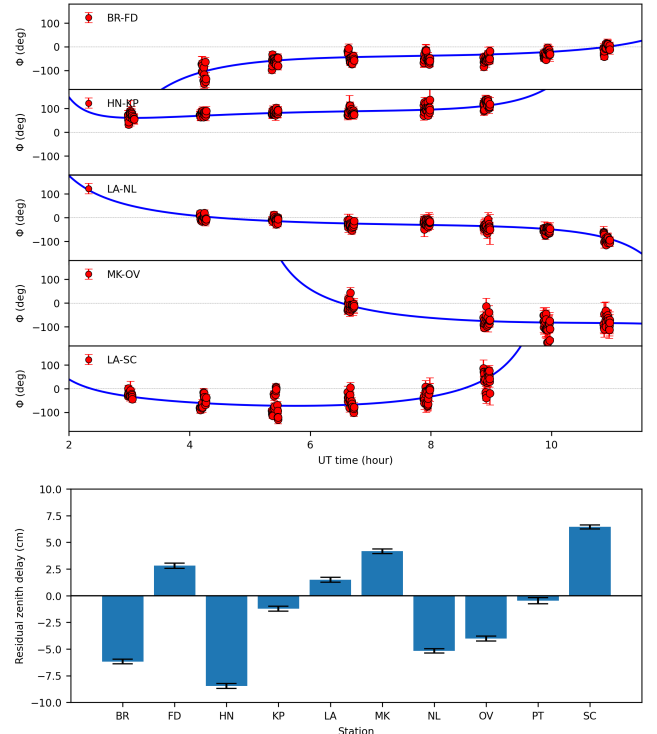 100
0
−100
Φ (deg)
BR-FD
100
0
−100
Φ (deg)
HN-KP
100
0
−100
Φ (deg)
LA-NL
100
0
−100
Φ (deg)
MK-OV
100
0
−100
Φ (deg)
LA-SC
2 4 6 8 10
UT time (hour)
10.0
7.5
5.0
2.5
0.0
−2.5
−5.0
−7.5
−10.0
Residual zenith delay (cm)
BR FD HN KP LA MK NL OV PT SC
Station